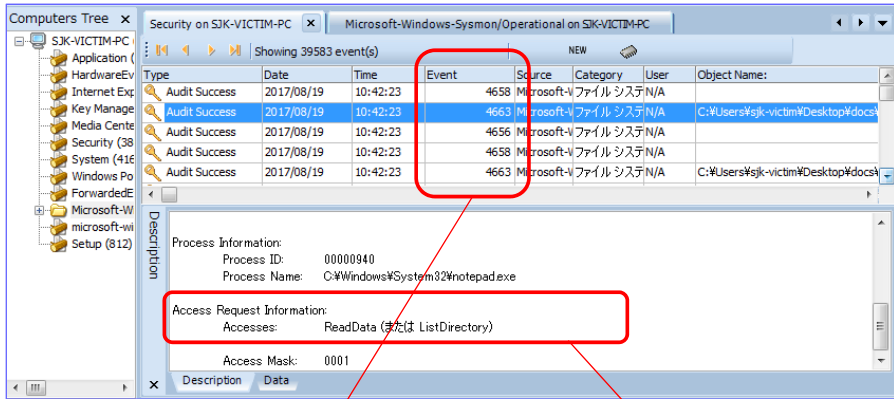 Computers Tree ×
SJK-VICTIM-PC
Application (
HardwareEv
Internet Exp
Key Manage
Media Cente
Security (38
System (416
Windows Po
ForwardedE
Microsoft-W
microsoft-wi
Setup (812)
Security on SJK-VICTIM-PC × Microsoft-Windows-Sysmon/Operational on SJK-VICTIM-PC
Showing 39583 event(s) NEW
Type Date Time Event Source Category User Object Name:
Audit Success 2017/08/19 10:42:23 4658 Microsoft-W ファイル システ N/A
Audit Success 2017/08/19 10:42:23 4663 Microsoft-W ファイル システ N/A C:¥Users¥sjk-victim¥Desktop¥docs¥
Audit Success 2017/08/19 10:42:23 4656 Microsoft-W ファイル システ N/A
Audit Success 2017/08/19 10:42:23 4658 Microsoft-W ファイル システ N/A
Audit Success 2017/08/19 10:42:23 4663 Microsoft-W ファイル システ N/A C:¥Users¥sjk-victim¥Desktop¥docs¥
Description
Process Information:
Process ID: 00000940
Process Name: C:¥Windows¥System32¥notepad.exe
Access Request Information:
Accesses: ReadData (または ListDirectory)
Access Mask: 0001
× Description Data